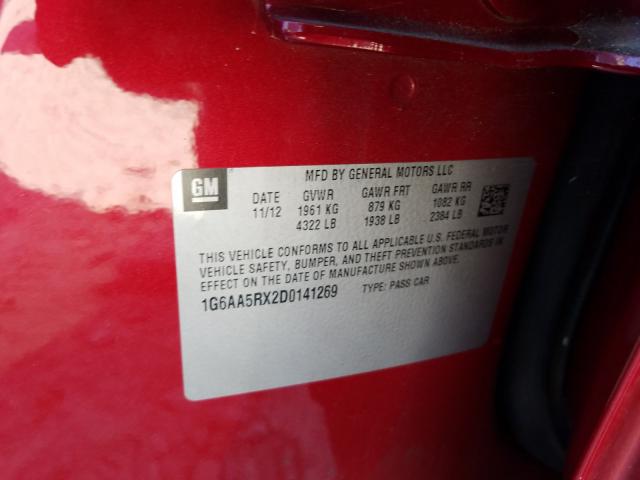 GM
MFD BY GENERAL MOTORS LLC
DATE GVWR GAWR FRT GAWR RR
11/12 1961 KG 879 KG 1082 KG
4322 LB 1938 LB 2384 LB
THIS VEHICLE CONFORMS TO ALL APPLICABLE U.S. FEDERAL MOTOR
VEHICLE SAFETY, BUMPER, AND THEFT PREVENTION STANDARDS IN
EFFECT ON THE DATE OF MANUFACTURE SHOWN ABOVE.
1G6AA5RX2D0141269 TYPE: PASS CAR